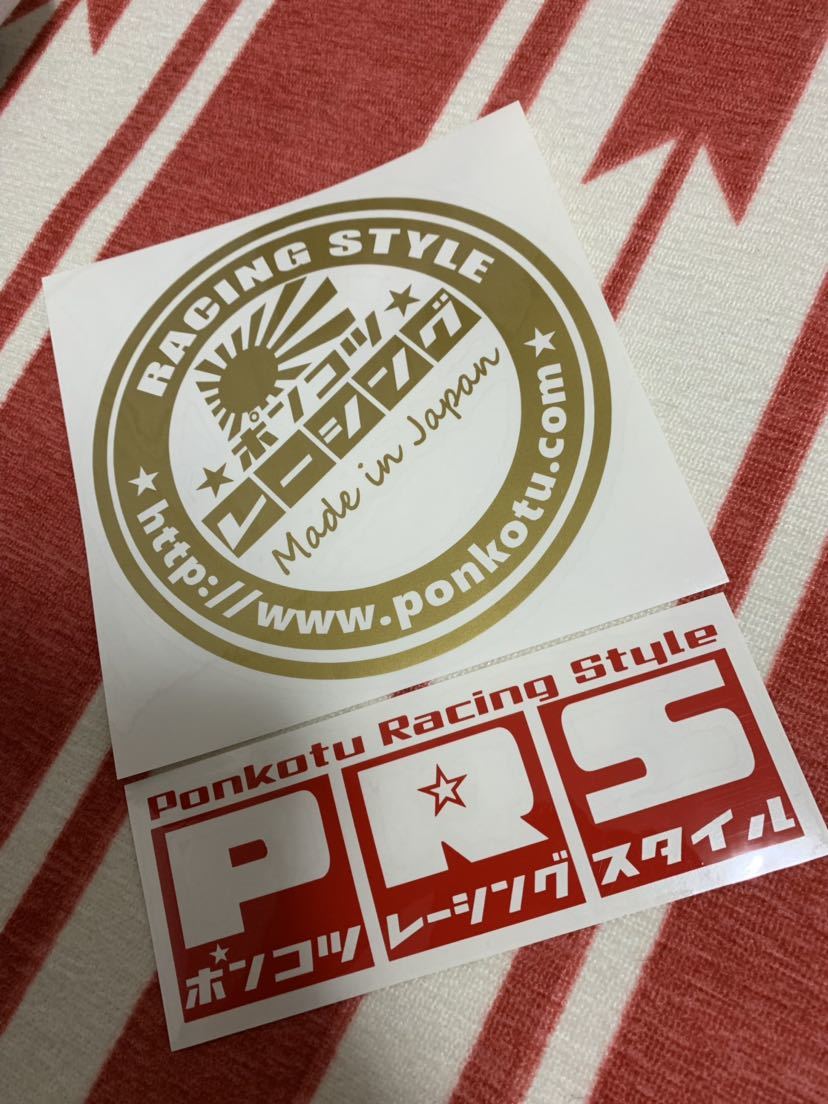 RACING STYLE
★ポンコツ★
レーシング
Made in Japan
★http://www.ponkotu.com★
Ponkotu Racing Style
PRS
ポンコツ レーシング スタイル